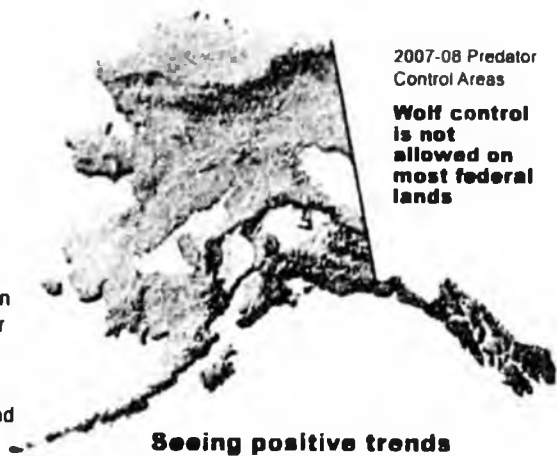 2007-08 Predator
Control Areas
Wolf control
is not
allowed on
most federal
lands
Seeing positive trends